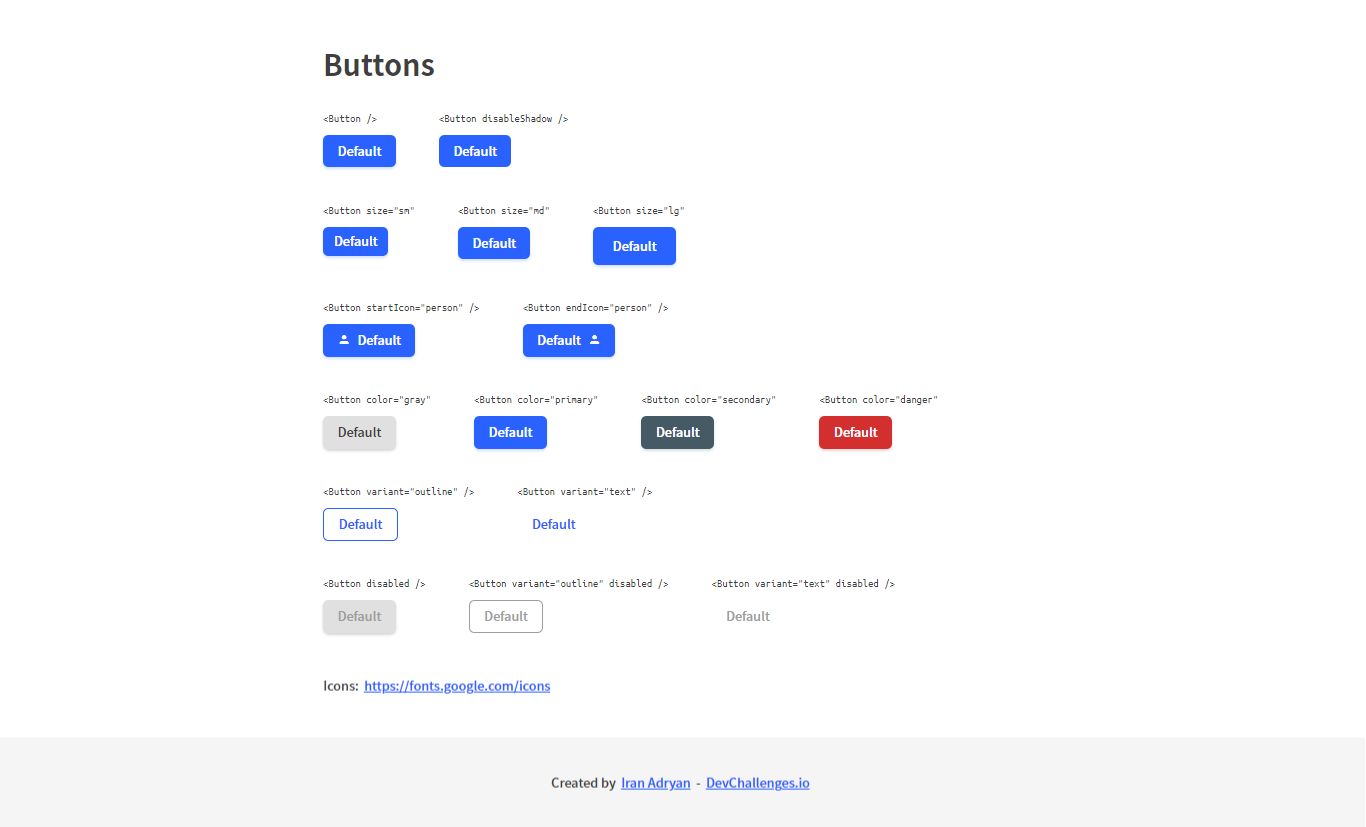 Buttons
<Button /> <Button disableShadow />
Default Default
<Button size="sm" <Button size="md" <Button size="lg"
Default Default Default
<Button startIcon="person" /> <Button endIcon="person" />
Default Default
<Button color="gray" <Button color="primary" <Button color="secondary" <Button color="danger"
Default Default Default Default
<Button variant="outline" /> <Button variant="text" />
Default Default
<Button disabled /> <Button variant="outline" disabled /> <Button variant="text" disabled />
Default Default Default
Icons: https://fonts.google.com/icons
Created by Iran Adryan - DevChallenges.io